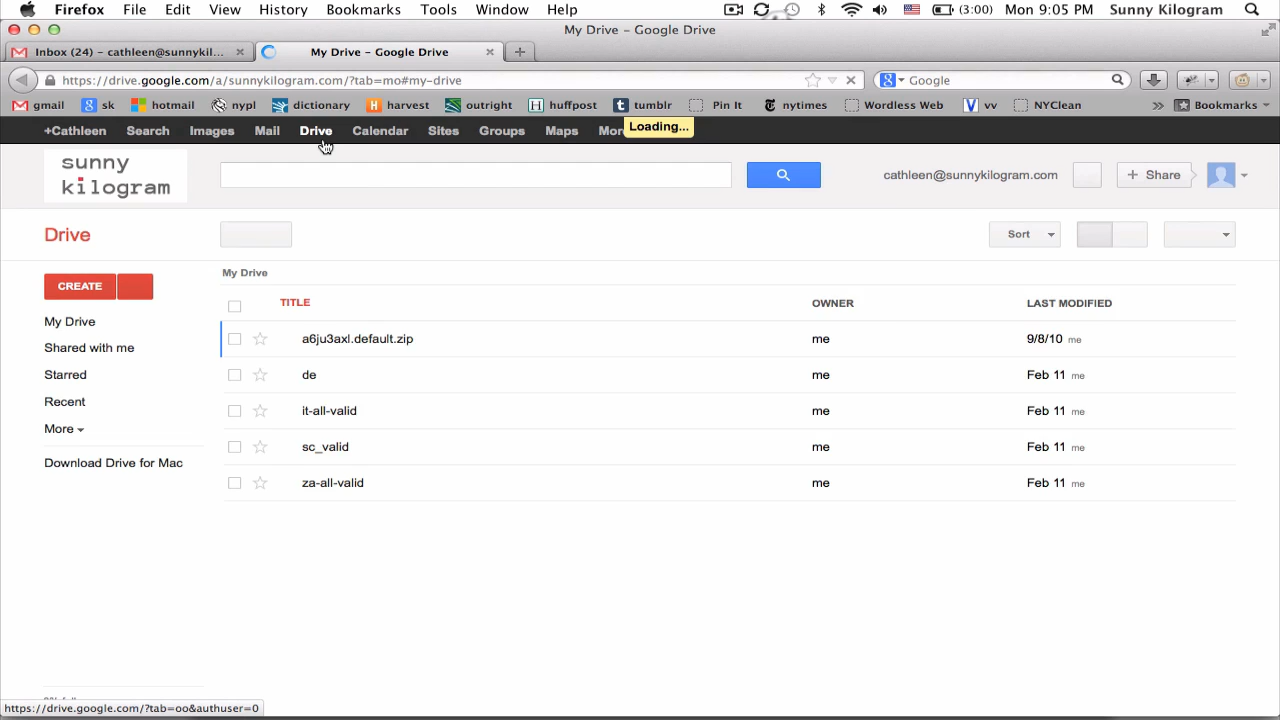 Firefox File Edit View History Bookmarks Tools Window Help (3:00) Mon 9:05 PM Sunny Kilogram
My Drive – Google Drive
Inbox (24) – cathleen@sunnykil... My Drive – Google Drive
https://drive.google.com/a/sunnykilogram.com/?tab=mo#my-drive Google
gmail sk hotmail nypl dictionary harvest outright huffpost tumblr Pin It nytimes Wordless Web vv NYClean » Bookmarks
+Cathleen Search Images Mail Drive Calendar Sites Groups Maps Mor
Loading...
sunny
kilogram
cathleen@sunnykilogram.com + Share
Drive
Sort
CREATE
My Drive
Shared with me
Starred
Recent
More
Download Drive for Mac
My Drive
TITLE OWNER LAST MODIFIED
a6ju3axl.default.zip me 9/8/10 me
de me Feb 11 me
it-all-valid me Feb 11 me
sc_valid me Feb 11 me
za-all-valid me Feb 11 me
https://drive.google.com/?tab=oo&authuser=0